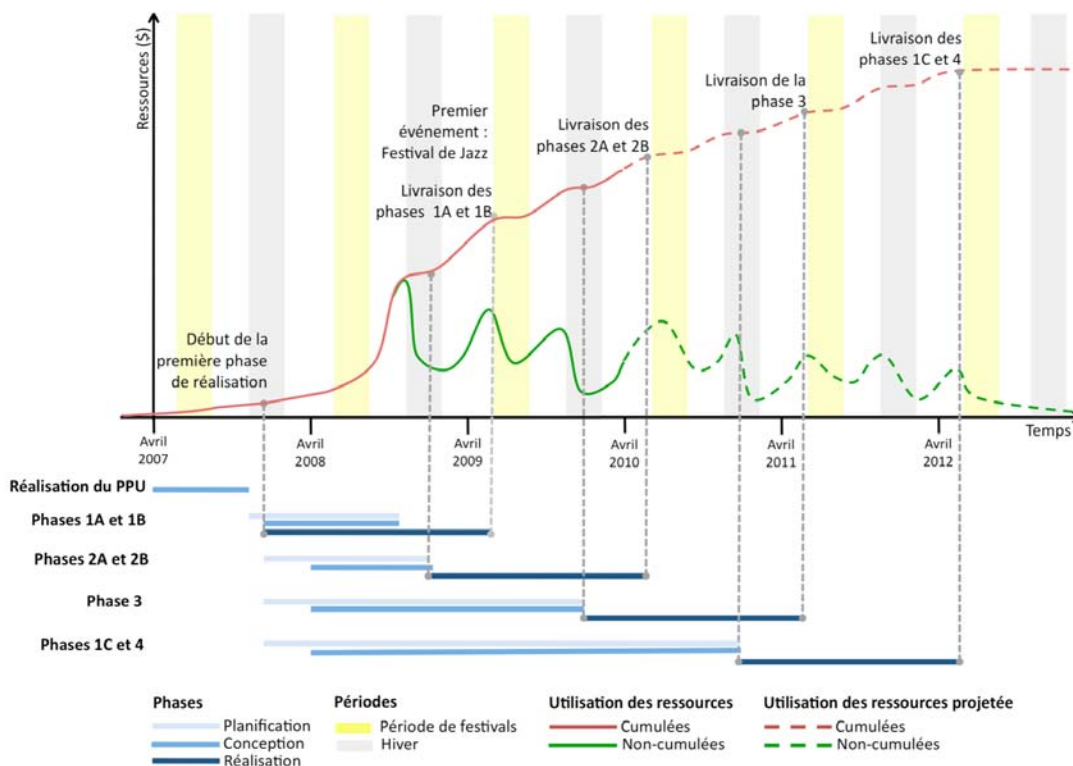 Ressources ($)
Livraison des
phases 1C et 4
Livraison de la
phase 3
Premier
événement :
Festival de Jazz
Livraison des
phases 2A et 2B
Livraison des
phases 1A et 1B
Début de la
première phase
de réalisation
Temps
Avril
2007
Avril
2008
Avril
2009
Avril
2010
Avril
2011
Avril
2012
Réalisation du PPU
Phases 1A et 1B
Phases 2A et 2B
Phase 3
Phases 1C et 4
Phases
Planification
Conception
Réalisation
Périodes
Période de festivals
Hiver
Utilisation des ressources
Cumulées
Non-cumulées
Utilisation des ressources projetée
Cumulées
Non-cumulées